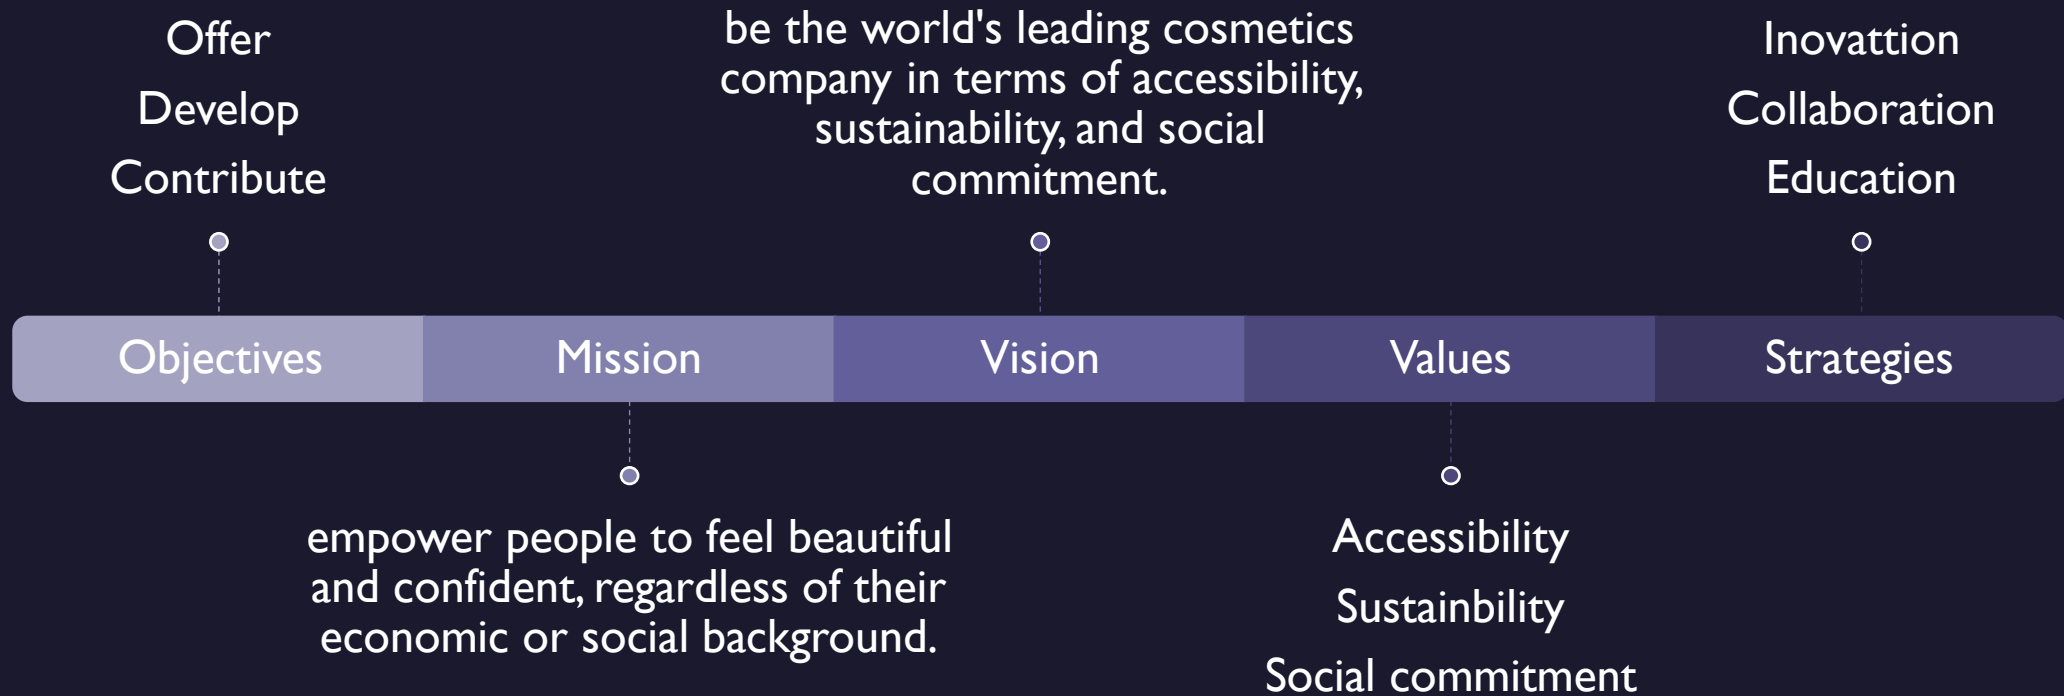 Offer
Develop
Contribute
be the world's leading cosmetics
company in terms of accessibility,
sustainability, and social
commitment.
Inovattion
Collaboration
Education
Objectives
Mission
Vision
Values
Strategies
empower people to feel beautiful
and confident, regardless of their
economic or social background.
Accessibility
Sustainbility
Social commitment